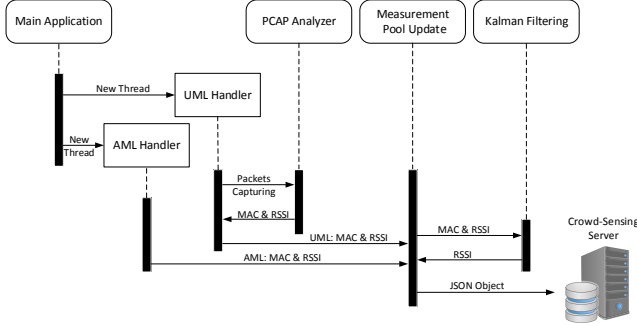 Main Application
PCAP Analyzer
Measurement
Pool Update
Kalman Filtering
New Thread
UML Handler
New
Thread
AML Handler
Packets
Capturing
MAC & RSSI
UML: MAC & RSSI
MAC & RSSI
AML: MAC & RSSI
RSSI
JSON Object
Crowd-Sensing
Server